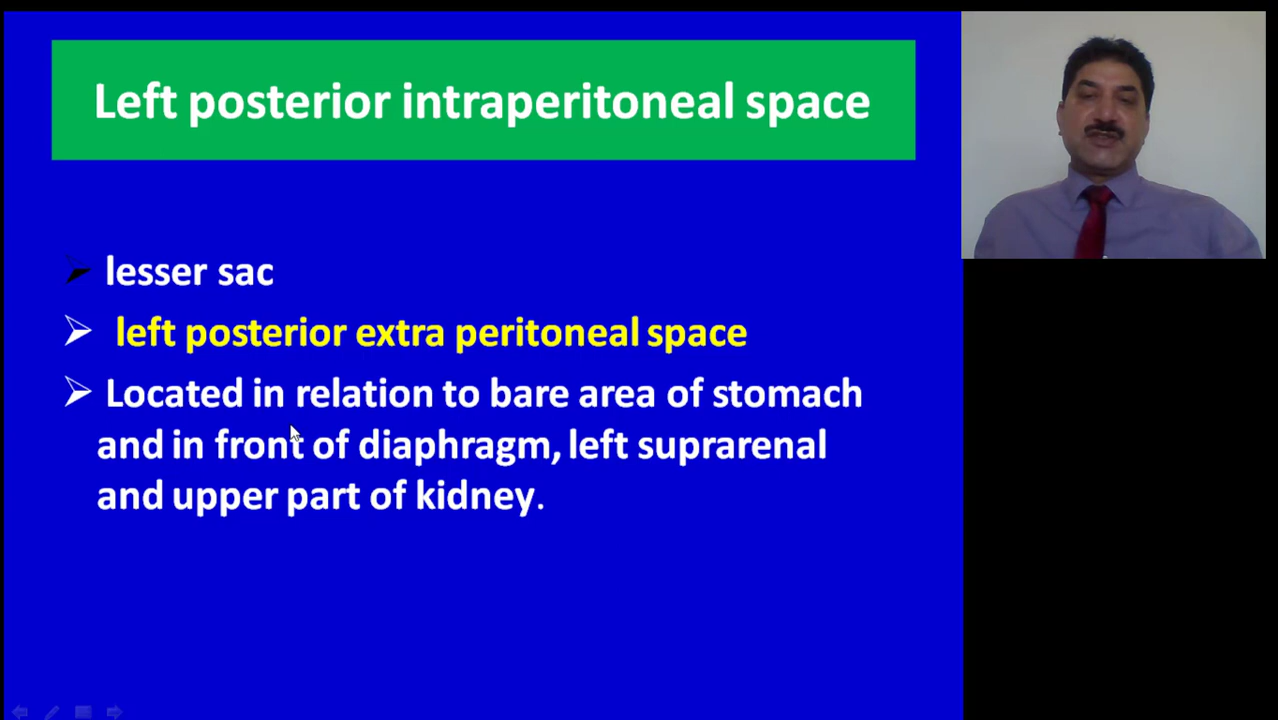 Left posterior intraperitoneal space
lesser sac
left posterior extra peritoneal space
Located in relation to bare area of stomach
and in front of diaphragm, left suprarenal
and upper part of kidney.